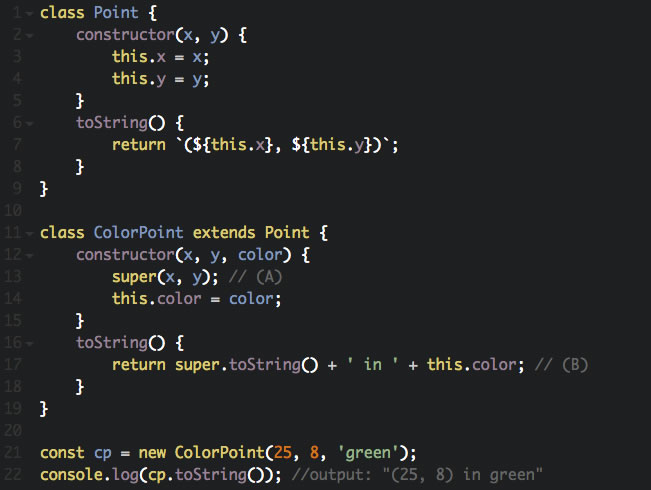 1 class Point {
2     constructor(x, y) {
3         this.x = x;
4         this.y = y;
5     }
6     toString() {
7         return `(${this.x}, ${this.y})`;
8     }
9 }
10
11 class ColorPoint extends Point {
12     constructor(x, y, color) {
13         super(x, y); // (A)
14         this.color = color;
15     }
16     toString() {
17         return super.toString() + ' in ' + this.color; // (B)
18     }
19 }
20
21 const cp = new ColorPoint(25, 8, 'green');
22 console.log(cp.toString()); //output: "(25, 8) in green"